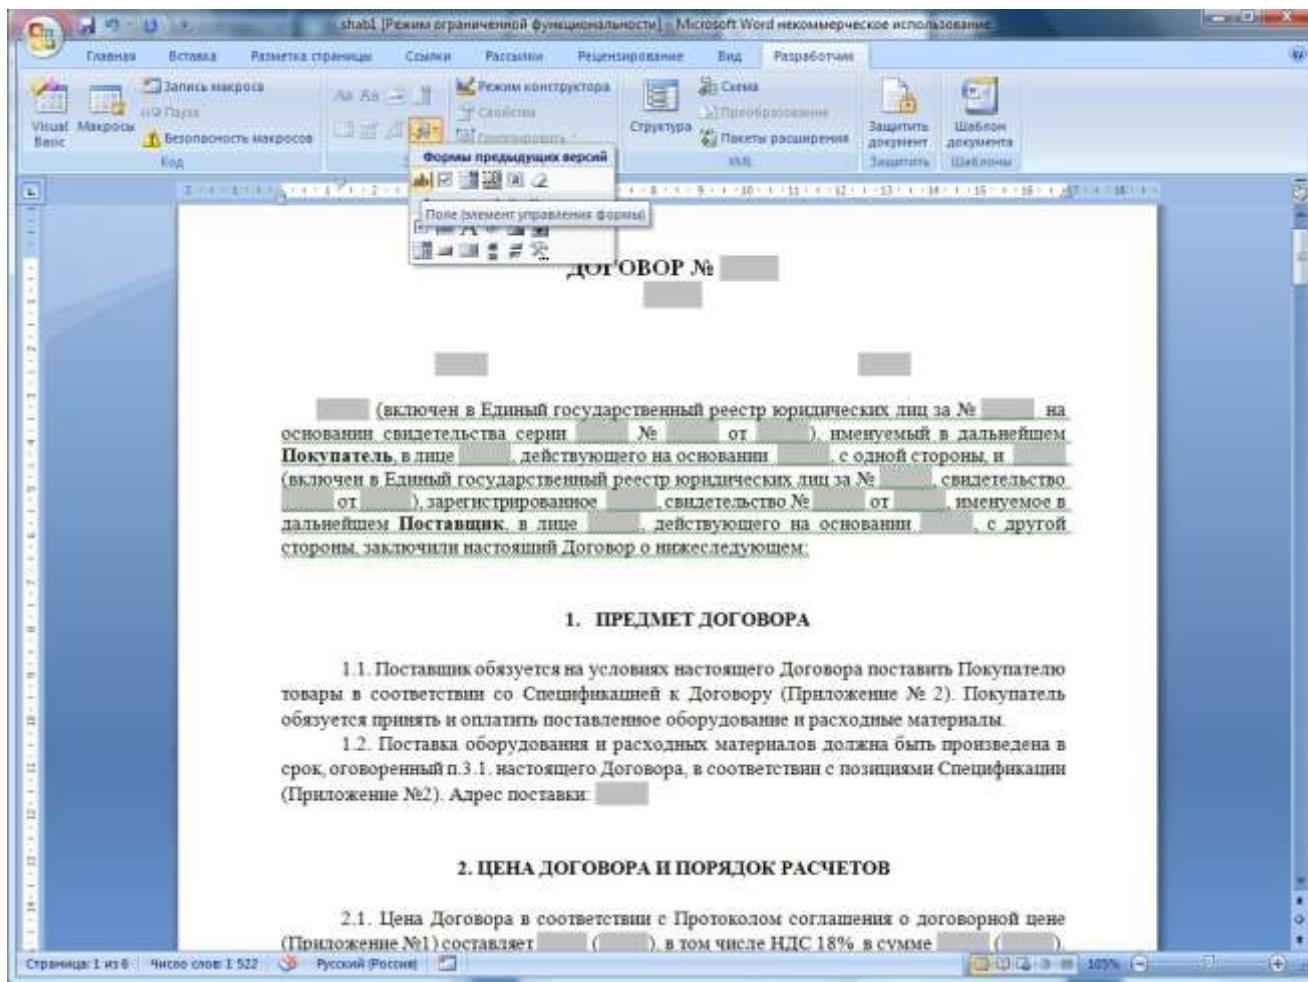 shab1 [Режим ограниченной функциональности] - Microsoft Word некоммерческое использование
Главная Вставка Разметка страницы Ссылки Рассылки Рецензирование Вид Разработчик
Visual Basic
Макросы
Запись макроса
Пауза
Безопасность макросов
Код
Режим конструктора
Свойства
Группировать
Структура
Схема
Преобразование
Пакеты расширения
XML
Защитить документ
Защитить
Шаблон документа
Шаблоны
Формы предыдущих версий
Поле (элемент управления формы)
ДОГОВОР №
(включен в Единый государственный реестр юридических лиц за № на
основании свидетельства серии № от ), именуемый в дальнейшем
Покупатель, в лице , действующего на основании , с одной стороны, и
(включен в Единый государственный реестр юридических лиц за № , свидетельство
от ), зарегистрированное , свидетельство № от , именуемое в
дальнейшем Поставщик, в лице , действующего на основании , с другой
стороны, заключили настоящий Договор о нижеследующем:
1. ПРЕДМЕТ ДОГОВОРА
1.1. Поставщик обязуется на условиях настоящего Договора поставить Покупателю
товары в соответствии со Спецификацией к Договору (Приложение № 2). Покупатель
обязуется принять и оплатить поставленное оборудование и расходные материалы.
1.2. Поставка оборудования и расходных материалов должна быть произведена в
срок, оговоренный п.3.1. настоящего Договора, в соответствии с позициями Спецификации
(Приложение №2). Адрес поставки:
2. ЦЕНА ДОГОВОРА И ПОРЯДОК РАСЧЕТОВ
2.1. Цена Договора в соответствии с Протоколом соглашения о договорной цене
(Приложение №1) составляет ( ), в том числе НДС 18% в сумме ( ).
Страница: 1 из 6 Число слов: 1 522 Русский (Россия) 105%